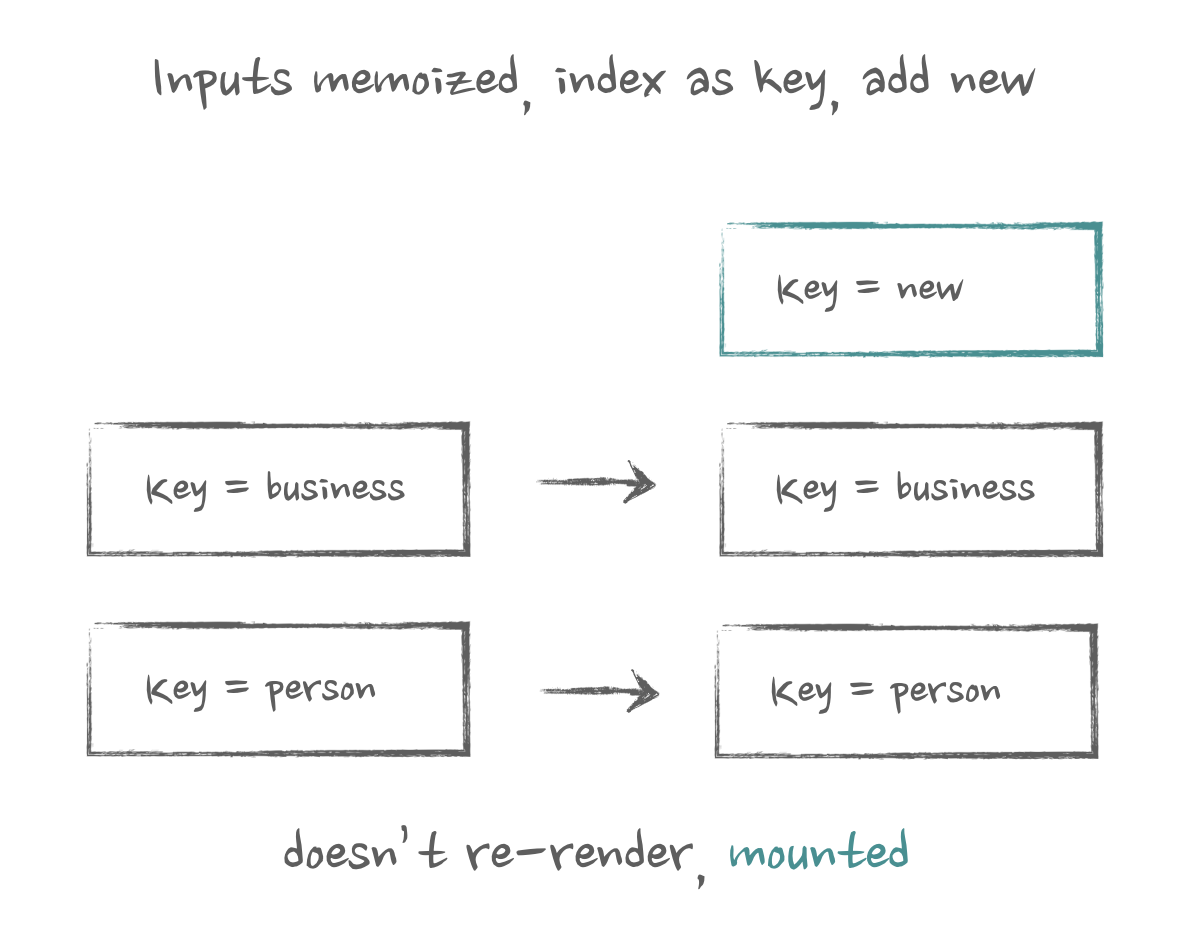 Inputs memoized, index as key, add new
key = new
key = business
key = business
key = person
key = person
doesn't re-render, mounted